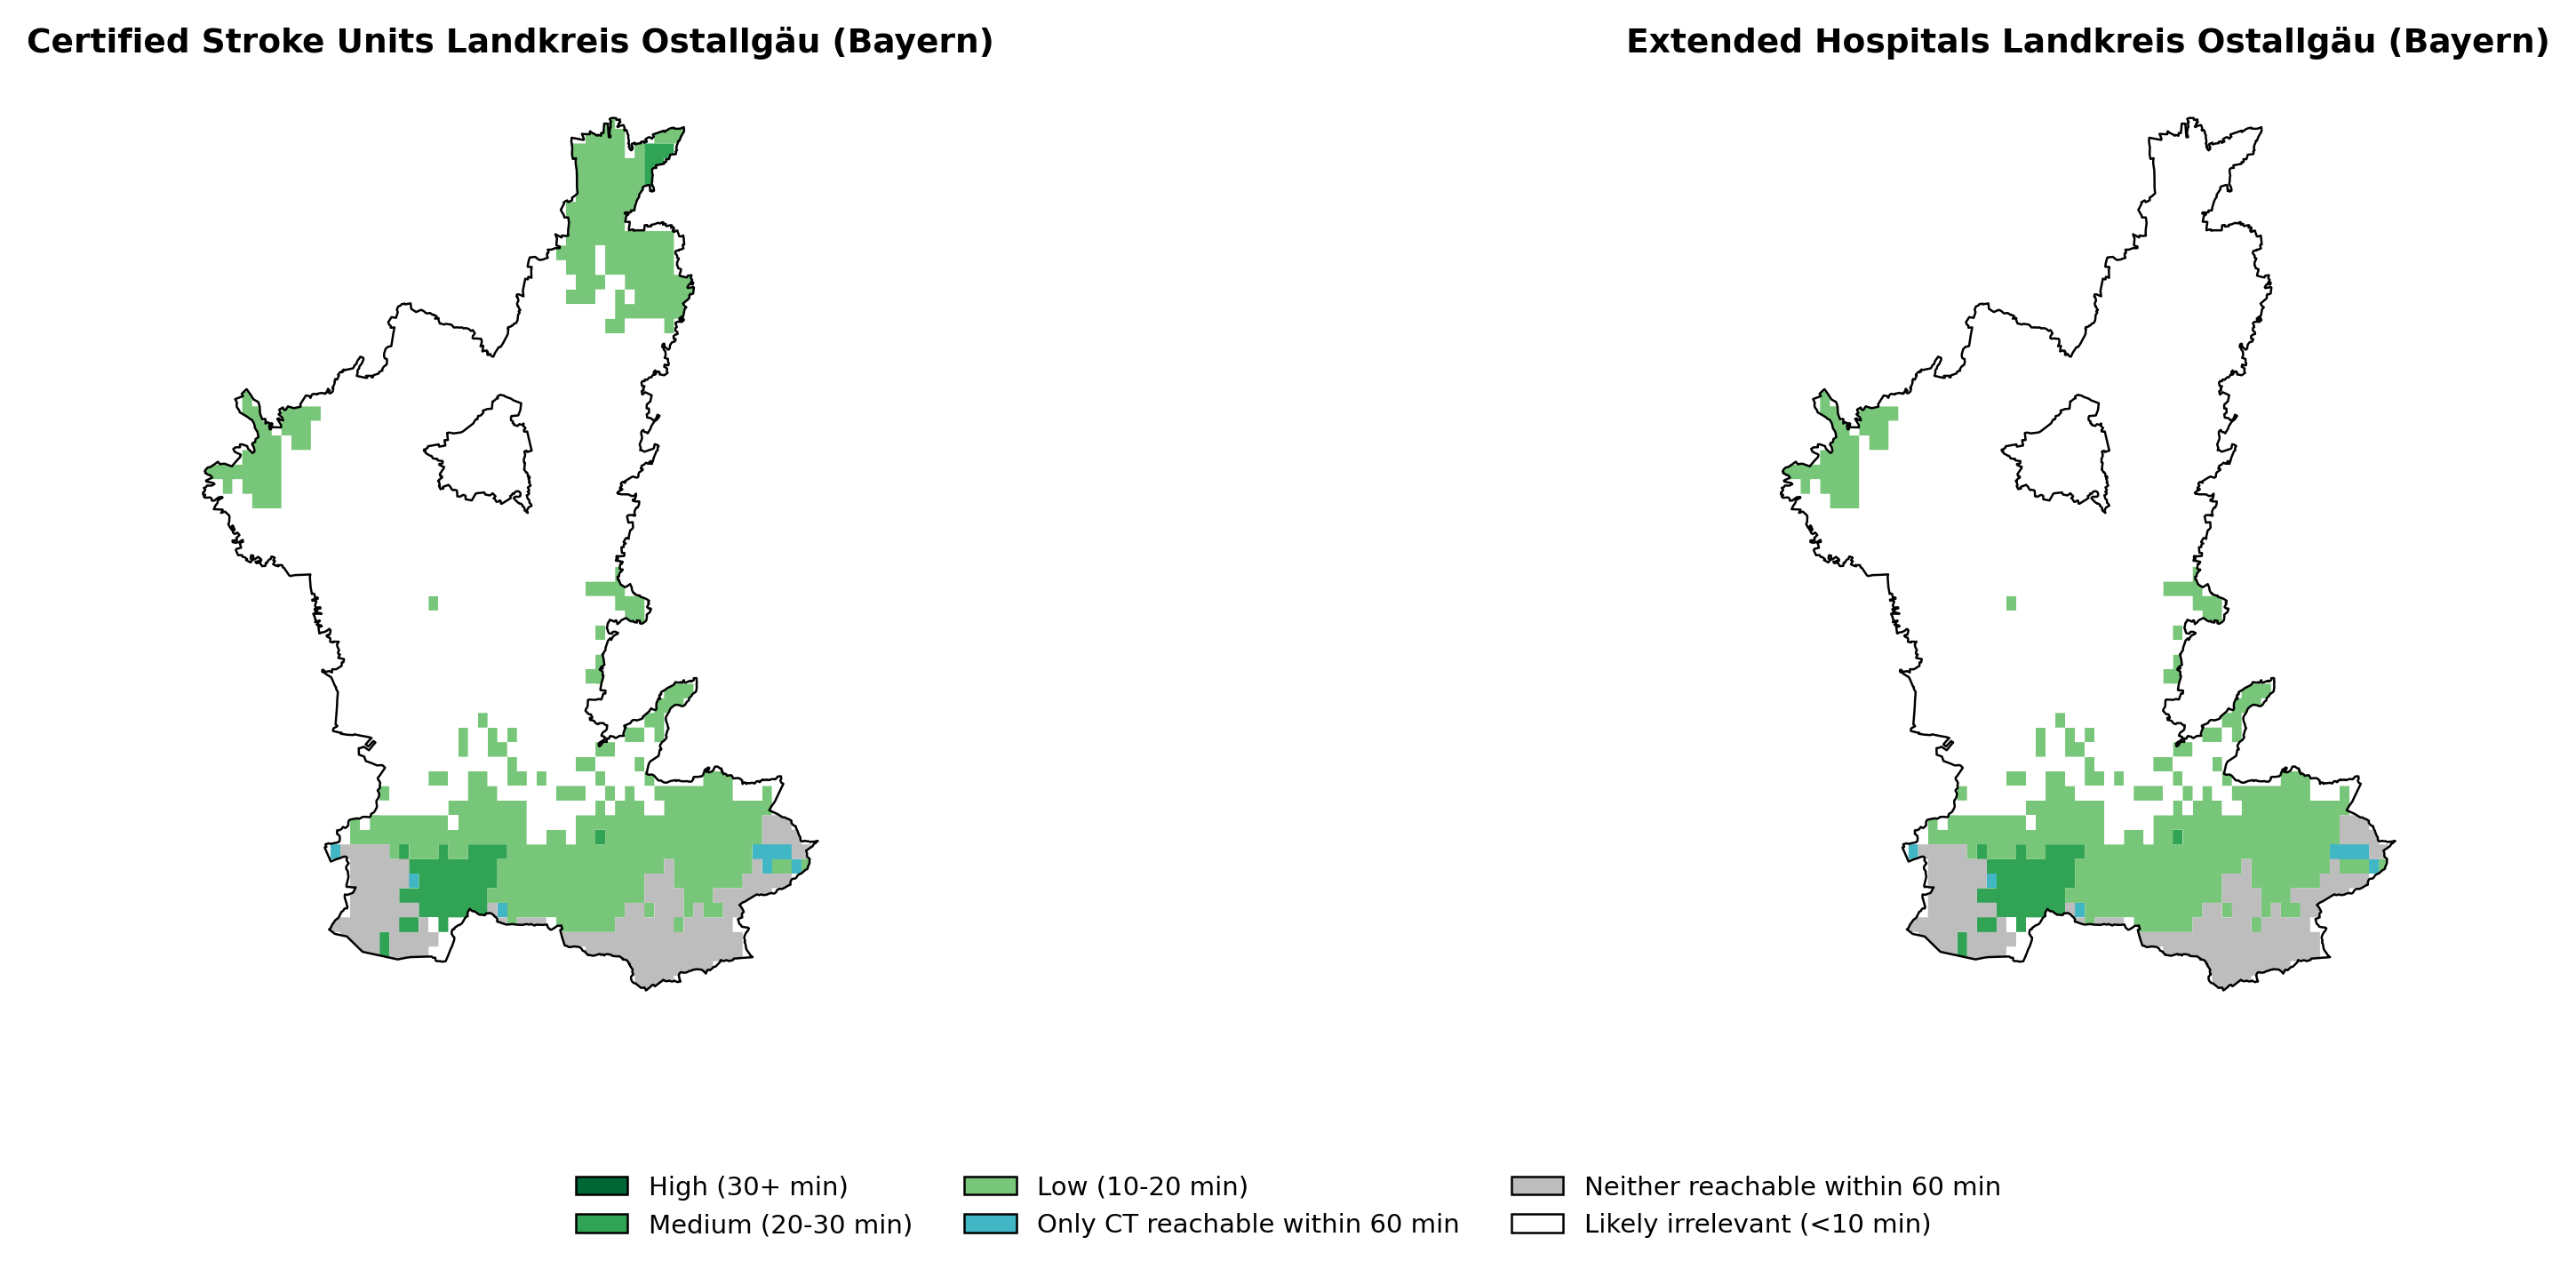 Certified Stroke Units Landkreis Ostallgäu (Bayern)
Extended Hospitals Landkreis Ostallgäu (Bayern)
High (30+ min)
Medium (20-30 min)
Low (10-20 min)
Only CT reachable within 60 min
Neither reachable within 60 min
Likely irrelevant (<10 min)